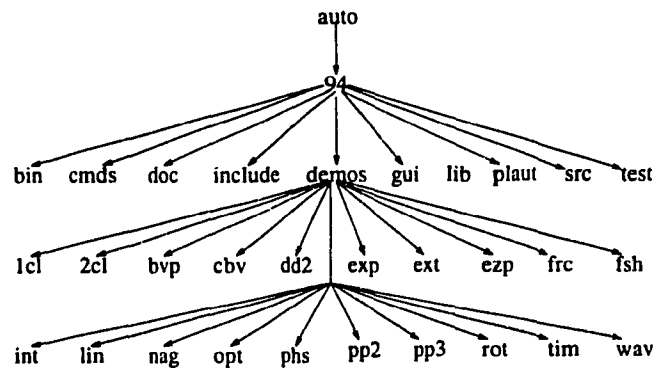 auto
94
bin cmds doc include demos gui lib plaut src test
1cl 2cl bvp cbv dd2 exp ext ezp frc fsh
int lin nag opt phs pp2 pp3 rot tim wav